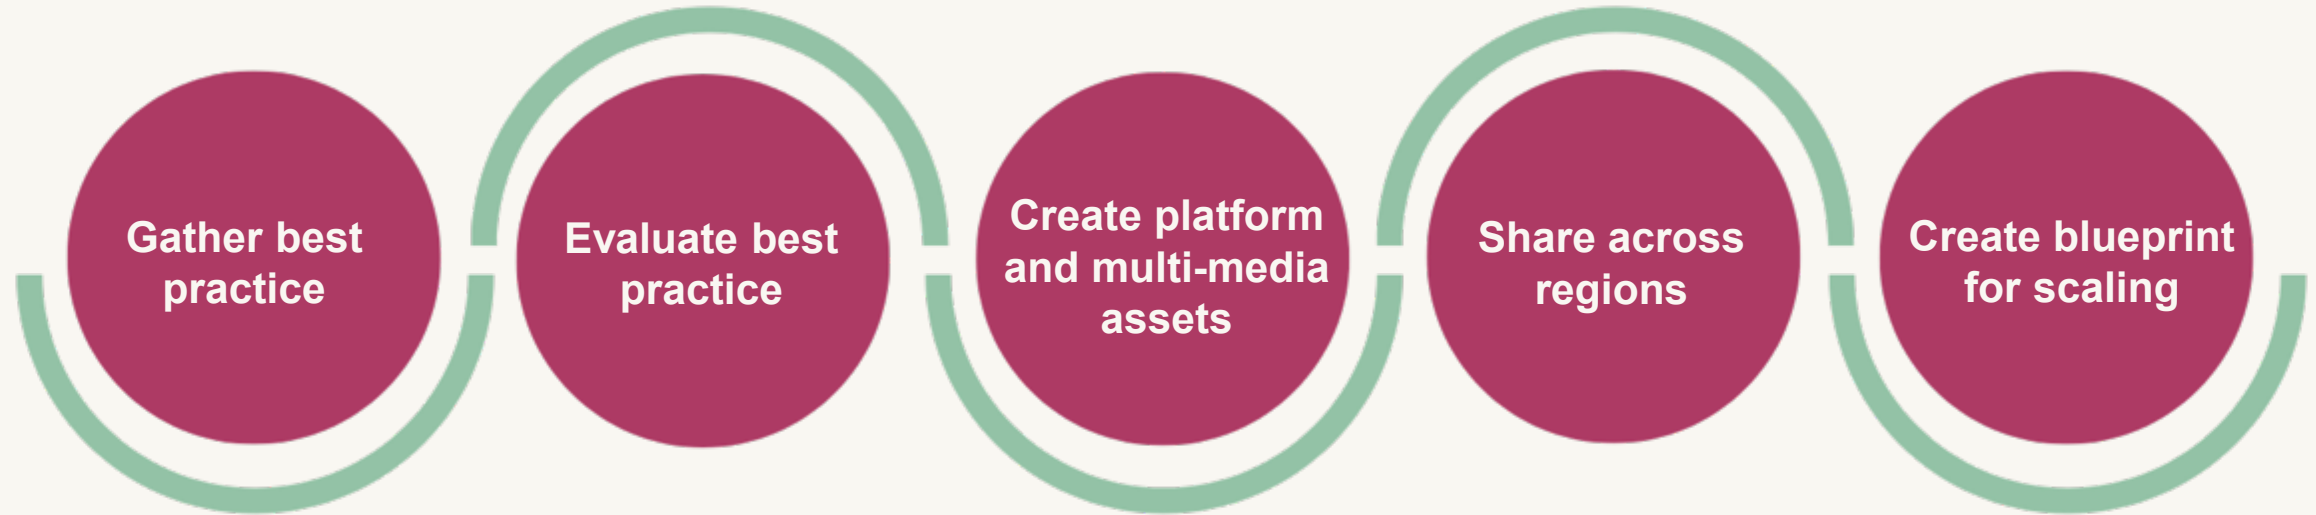 Gather best
practice
Evaluate best
practice
Create platform
and multi-media
assets
Share across
regions
Create blueprint
for scaling